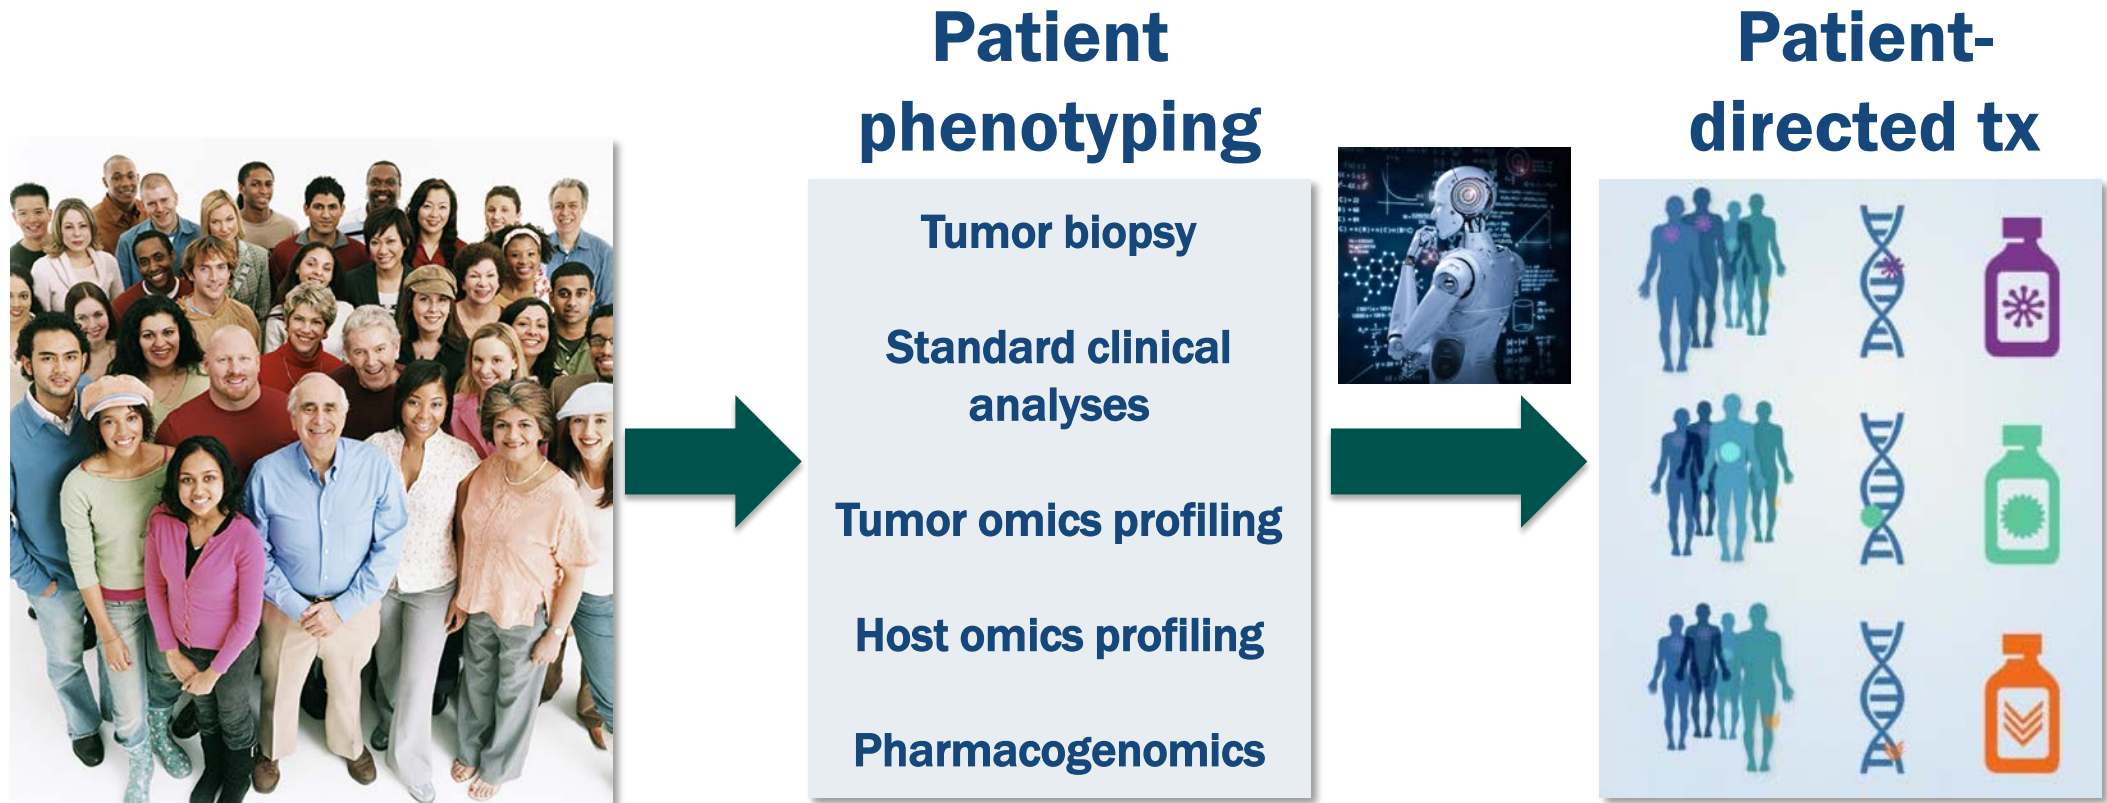 Patient
phenotyping
Tumor biopsy
Standard clinical
analyses
Tumor omics profiling
Host omics profiling
Pharmacogenomics
Patient-
directed tx